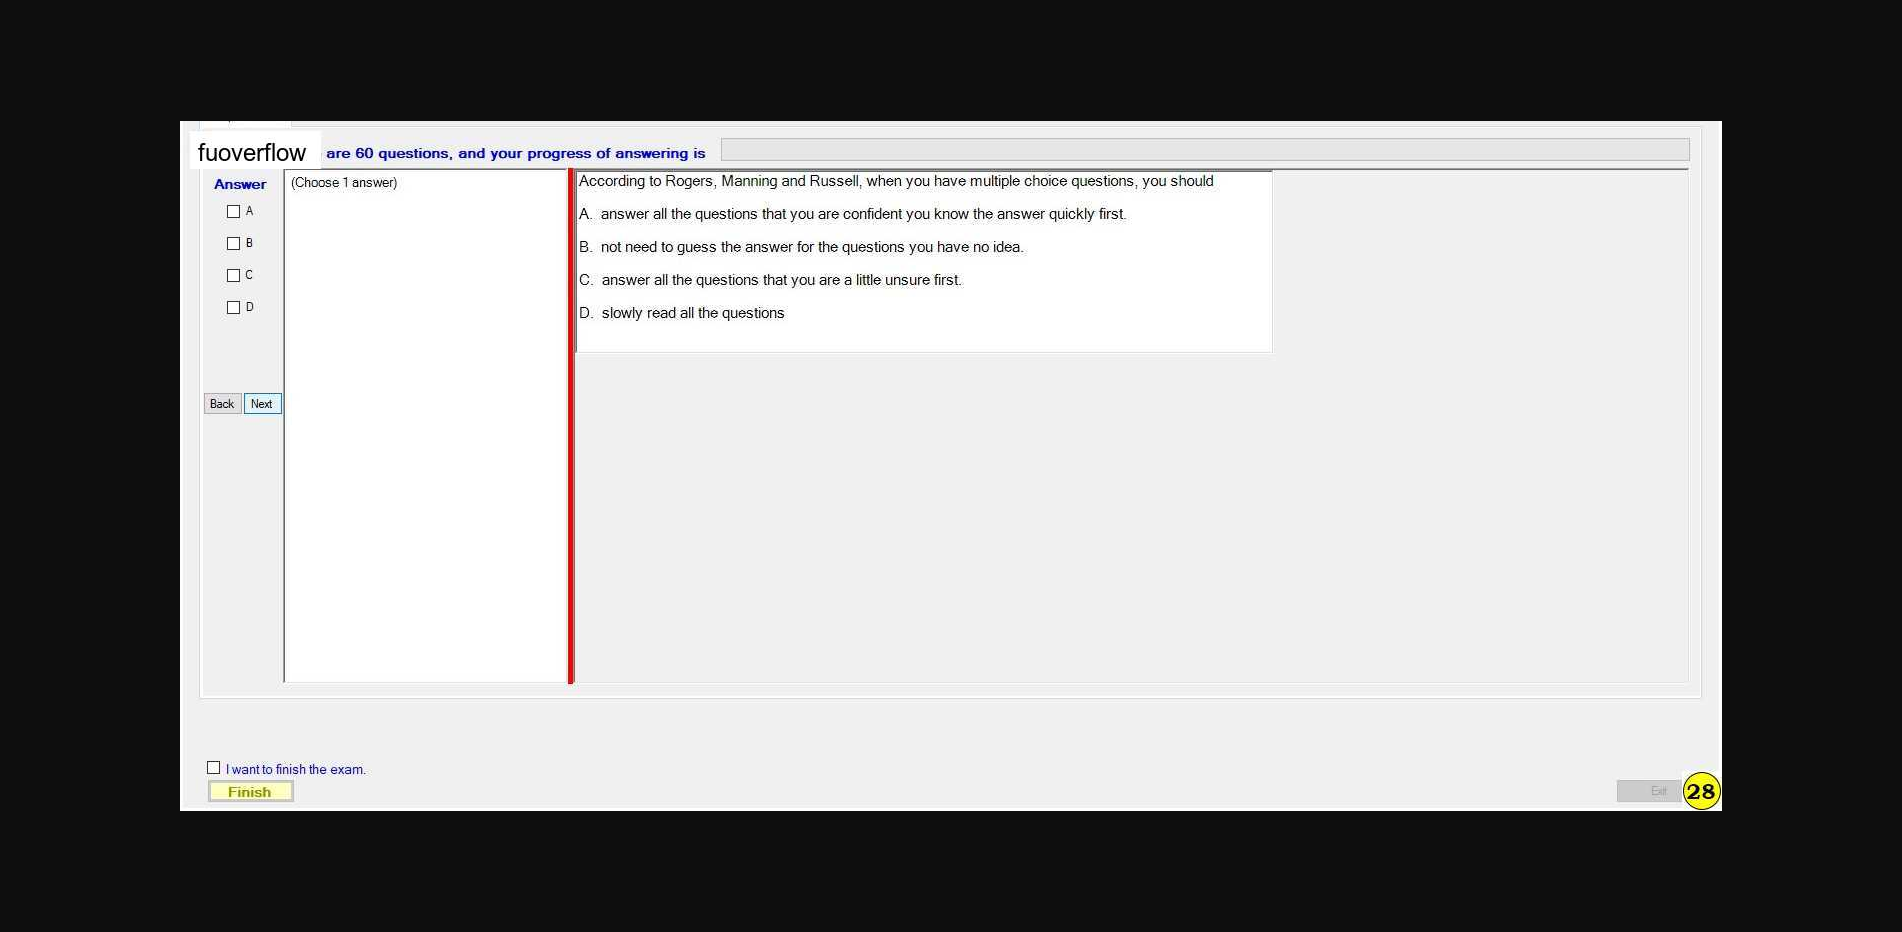 fuoverflow are 60 questions, and your progress of answering is
Answer
(Choose 1 answer)
A
B
C
D
Back Next
According to Rogers, Manning and Russell, when you have multiple choice questions, you should
A. answer all the questions that you are confident you know the answer quickly first.
B. not need to guess the answer for the questions you have no idea.
C. answer all the questions that you are a little unsure first.
D. slowly read all the questions
I want to finish the exam.
Finish
Exit
28